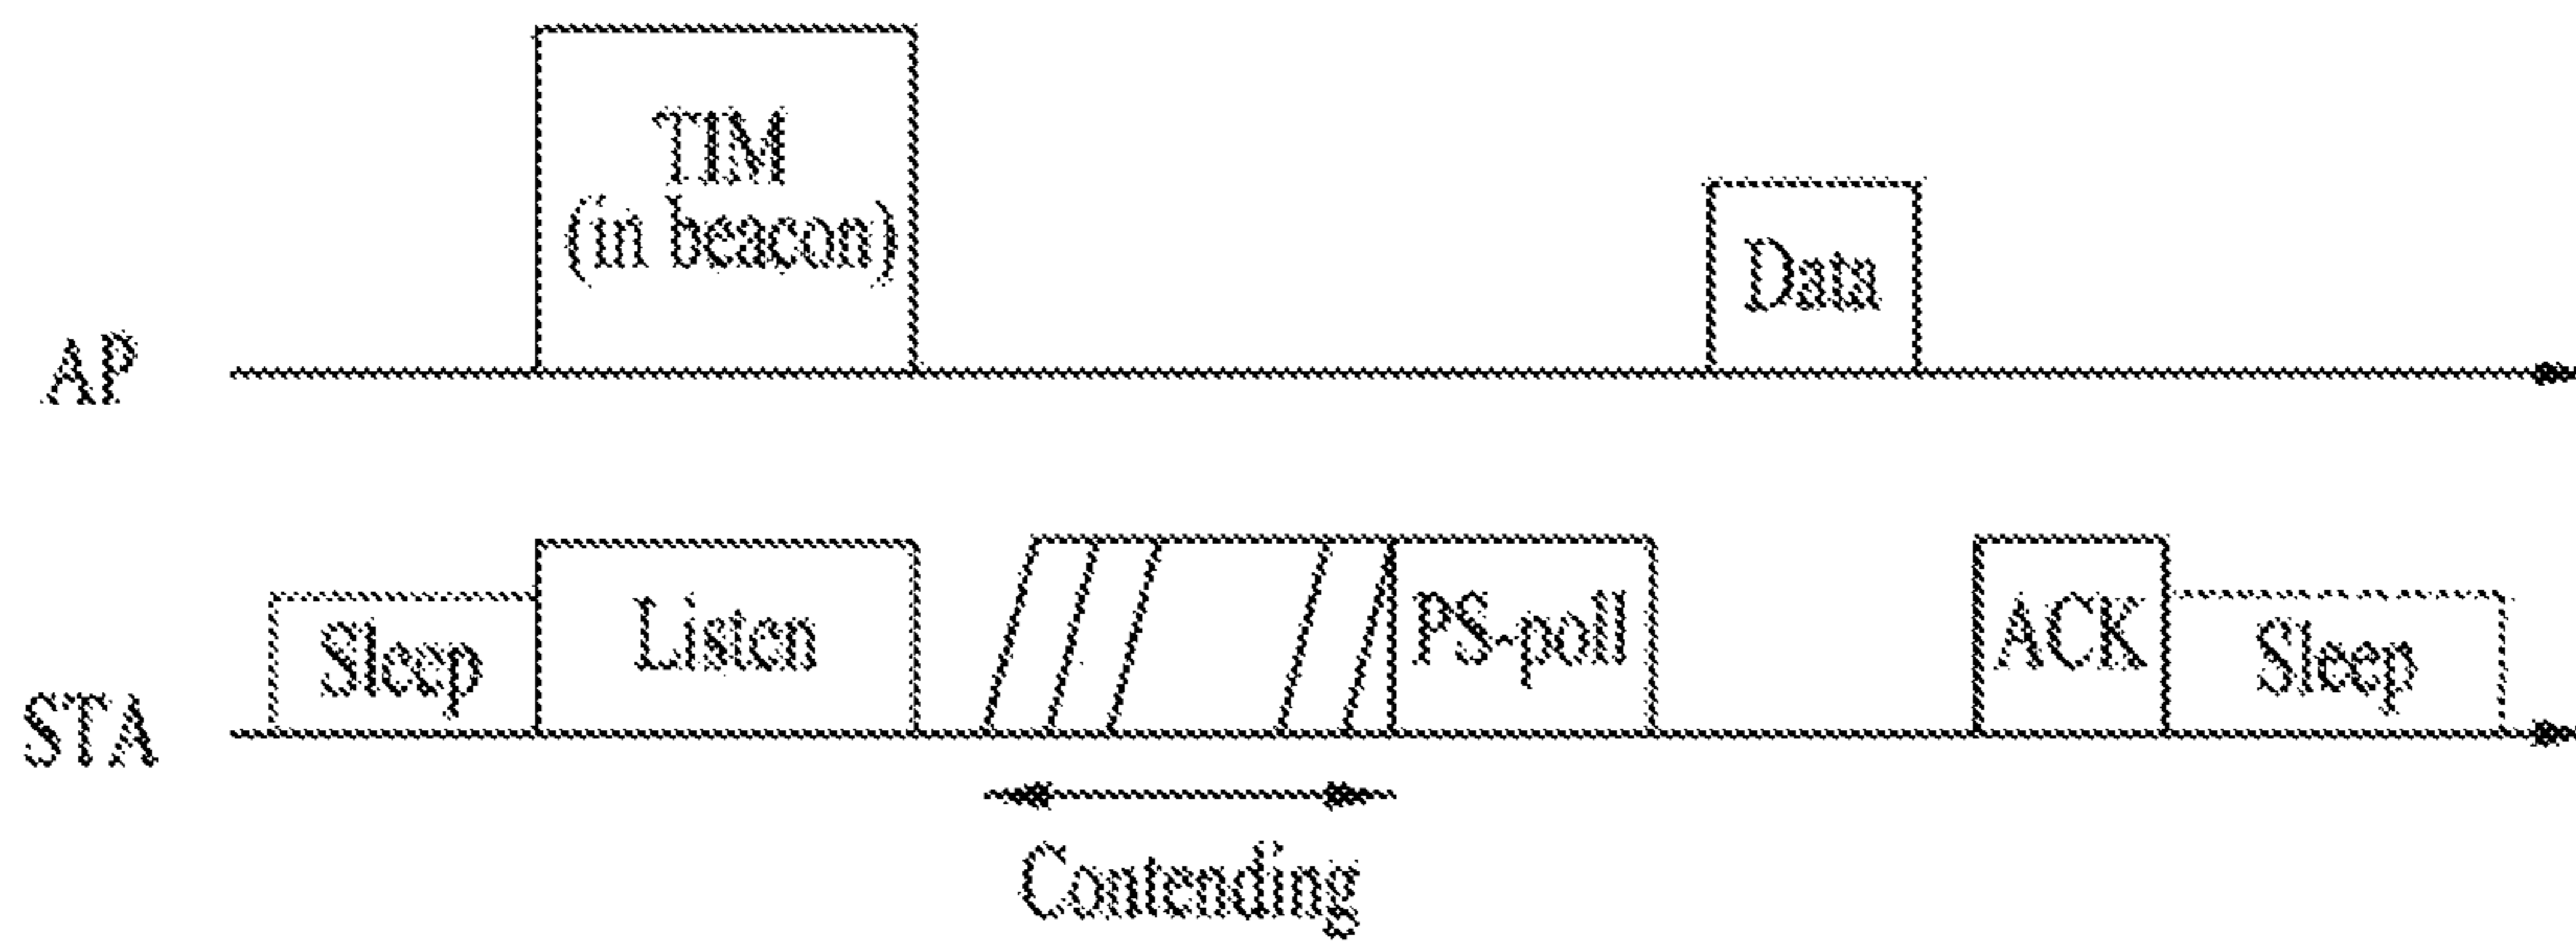 TIM
(in beacon)
Data
AP
Sleep
Listen
PS-poll
ACK
Sleep
STA
Contending